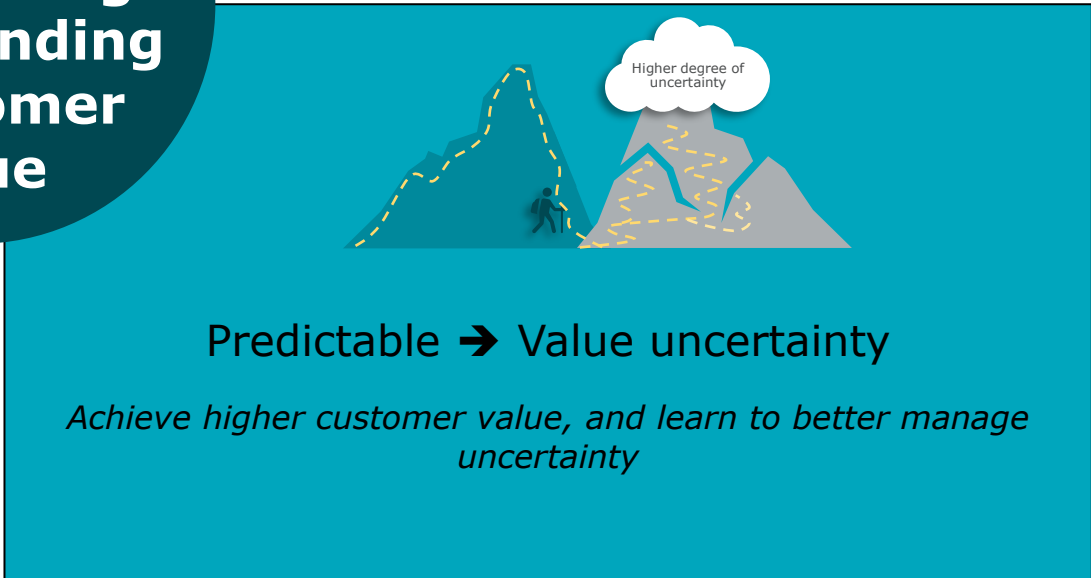 nding
omer
ue
Higher degree of
uncertainty
Predictable ➔ Value uncertainty
Achieve higher customer value, and learn to better manage
uncertainty